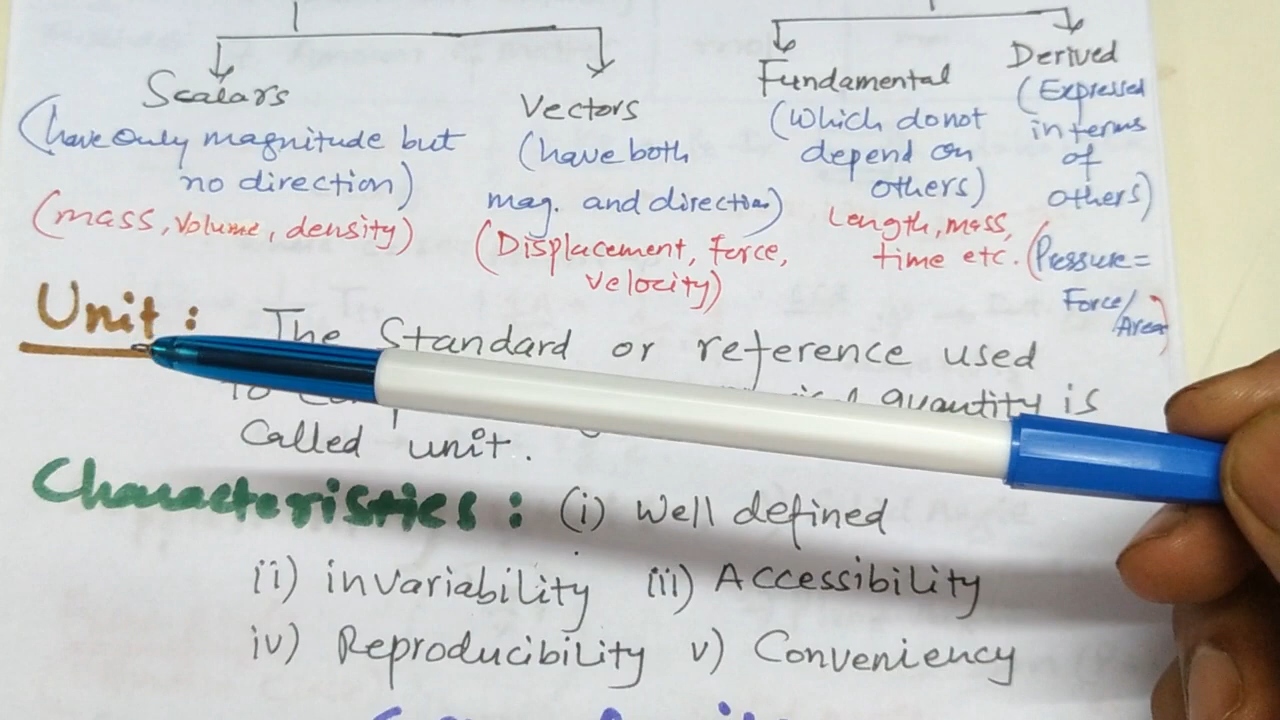 Scalars
(have only magnitude but
no direction)
(mass, Volume, density)
Vectors
(have both
mag. and direction)
(Displacement, force,
velocity)
Fundamental
(which do not
depend on
others)
Length, mass,
time etc.
Derived
(Expressed
in terms
of
others)
(Pressure =
Force/
Area)
Unit: The Standard or reference used
To quantity is
Called unit.
Characteristics: (i) Well defined
ii) invariability iii) Accessibility
iv) Reproducibility v) Conveniency